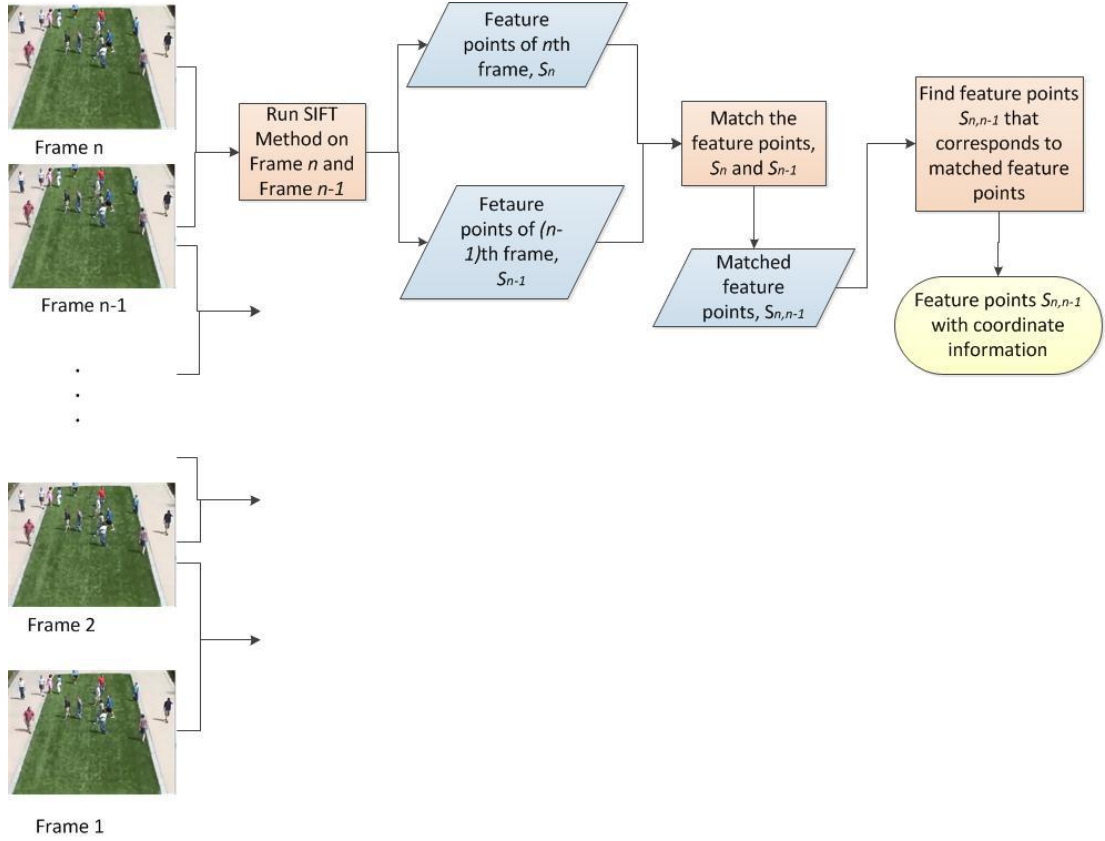 Frame n
Frame n-1
.
.
.
Frame 2
Frame 1
Run SIFT
Method on
Frame n and
Frame n-1
Feature
points of nth
frame, Sn
Fetaure
points of (n-
1)th frame,
Sn-1
Match the
feature points,
Sn and Sn-1
Matched
feature
points, Sn,n-1
Find feature points
Sn,n-1 that
corresponds to
matched feature
points
Feature points Sn,n-1
with coordinate
information